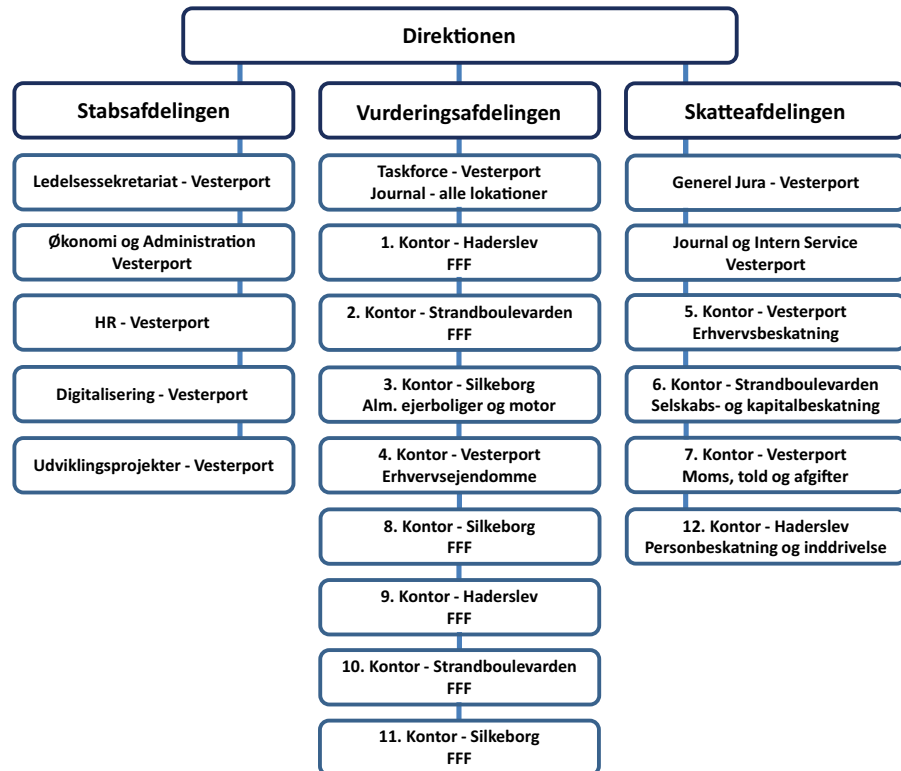 Direktionen
Stabsafdelingen
Ledelsessekretariat - Vesterport
Økonomi og Administration
Vesterport
HR - Vesterport
Digitalisering - Vesterport
Udviklingsprojekter - Vesterport
Vurderingsafdelingen
Taskforce - Vesterport
Journal - alle lokationer
1. Kontor - Haderslev
FFF
2. Kontor - Strandboulevarden
FFF
3. Kontor - Silkeborg
Alm. ejerboliger og motor
4. Kontor - Vesterport
Erhvervsejendomme
8. Kontor - Silkeborg
FFF
9. Kontor - Haderslev
FFF
10. Kontor - Strandboulevarden
FFF
11. Kontor - Silkeborg
FFF
Skatteafdelingen
Generel Jura - Vesterport
Journal og Intern Service
Vesterport
5. Kontor - Vesterport
Erhvervsbeskatning
6. Kontor - Strandboulevarden
Selskabs- og kapitalbeskatning
7. Kontor - Vesterport
Moms, told og afgifter
12. Kontor - Haderslev
Personbeskatning og inddrivelse